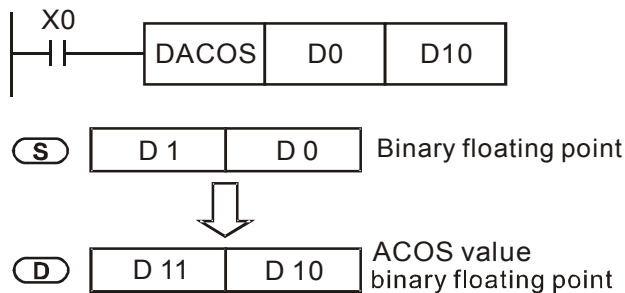 X0
DACOS D0 D10
S D 1 D 0 Binary floating point
D D 11 D 10 ACOS value
binary floating point